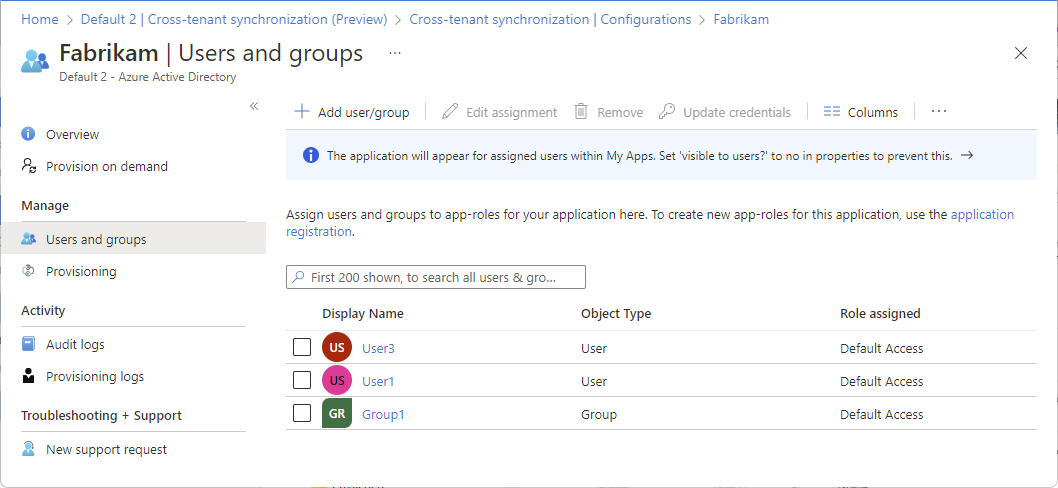 Home > Default 2 | Cross-tenant synchronization (Preview) > Cross-tenant synchronization | Configurations > Fabrikam
Fabrikam | Users and groups ...
Default 2 - Azure Active Directory
Overview
Provision on demand
Manage
Users and groups
Provisioning
Activity
Audit logs
Provisioning logs
Troubleshooting + Support
New support request
Add user/group
Edit assignment
Remove
Update credentials
Columns
The application will appear for assigned users within My Apps. Set 'visible to users?' to no in properties to prevent this. →
Assign users and groups to app-roles for your application here. To create new app-roles for this application, use the application
registration.
First 200 shown, to search all users & gro...
Display Name Object Type Role assigned
US User3 User Default Access
US User1 User Default Access
GR Group1 Group Default Access